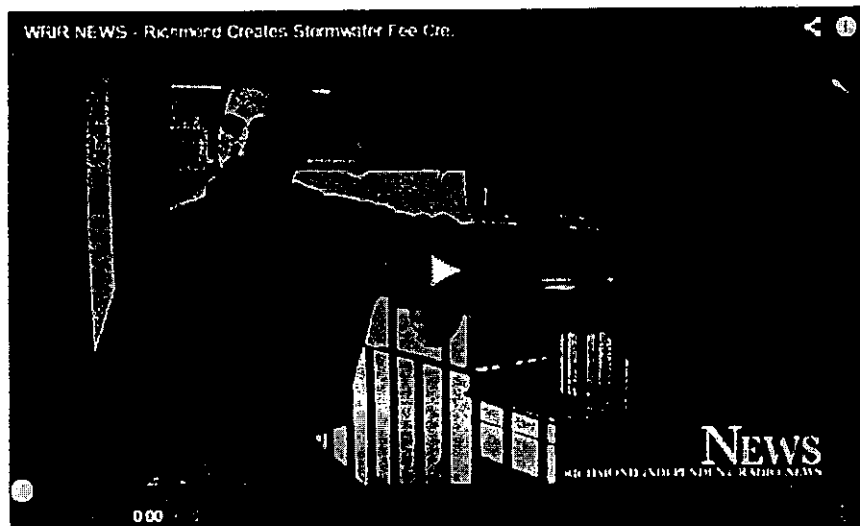 WRIR NEWS - Richmond Creates Stormwater Fee Cre.
NEWS
RICHMOND INDEPENDENT RADIO NEWS
0:00